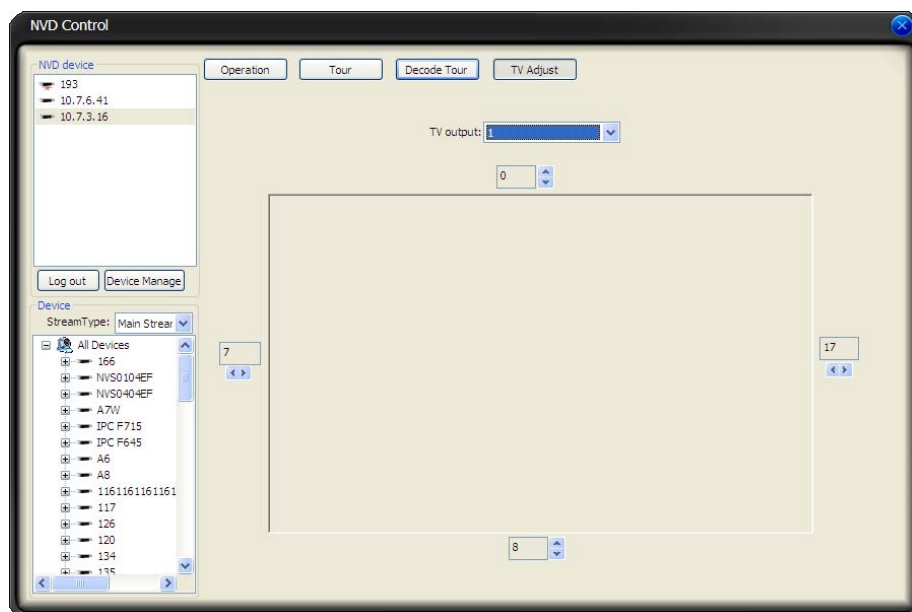 NVD Control
NVD device
193
10.7.6.41
10.7.3.16
Log out
Device Manage
Operation
Tour
Decode Tour
TV Adjust
TV output: 1
0
7
17
8
Device
StreamType: Main Strear
All Devices
166
NVS0104EF
NVS0404EF
A7W
IPC F715
IPC F645
A6
A8
1161161161161
117
126
120
134
135